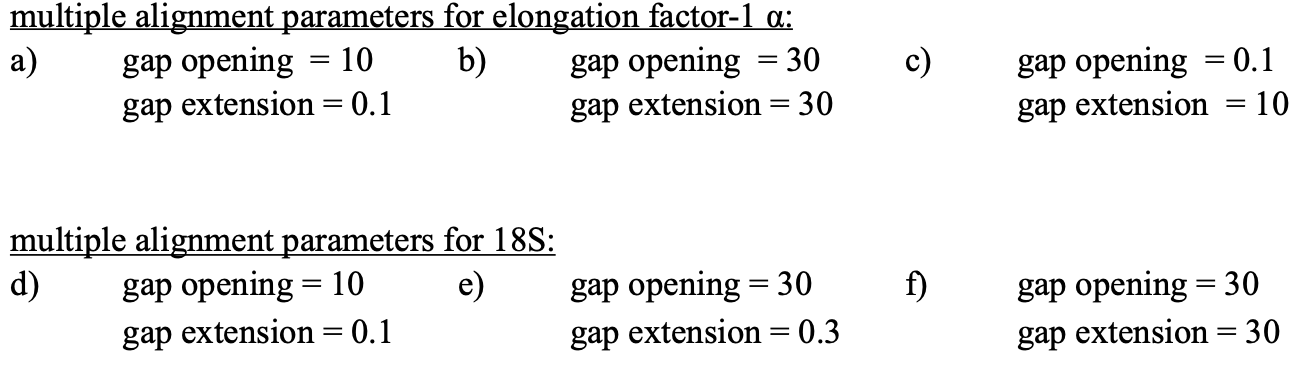 multiple alignment parameters for elongation factor-1 α:
a) gap opening = 10 b) gap opening = 30 c) gap opening = 0.1
gap extension = 0.1 gap extension = 30 gap extension = 10
multiple alignment parameters for 18S:
d) gap opening = 10 e) gap opening = 30 f) gap opening = 30
gap extension = 0.1 gap extension = 0.3 gap extension = 30